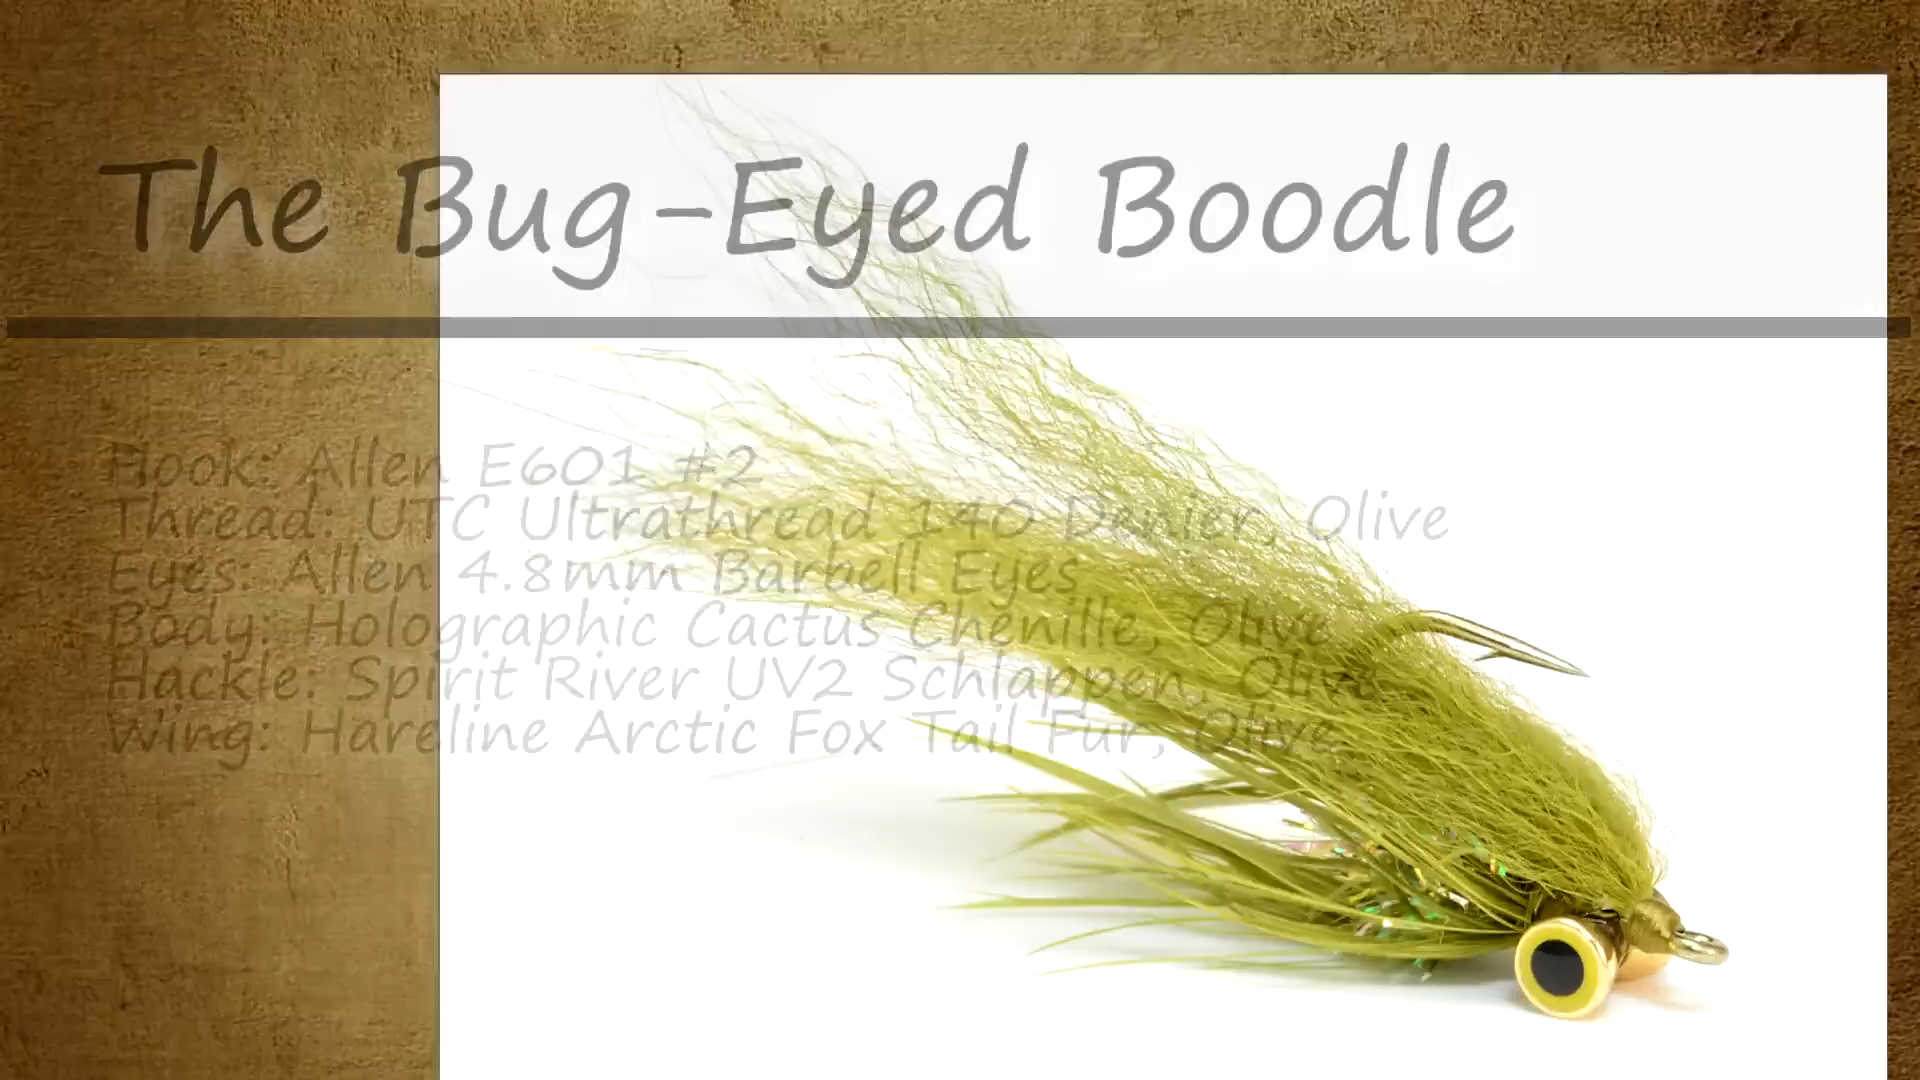 The Bug-Eyed Boodle
Hook: Allen E601 #2
Thread: UTC Ultrathread 140 Denier, Olive
Eyes: Allen 4.8mm Barbell Eyes
Body: Holographic Cactus Chenille, Olive
Hackle: Spirit River UV2 Schlappen, Olive
Wing: Hareline Arctic Fox Tail Fur, Olive